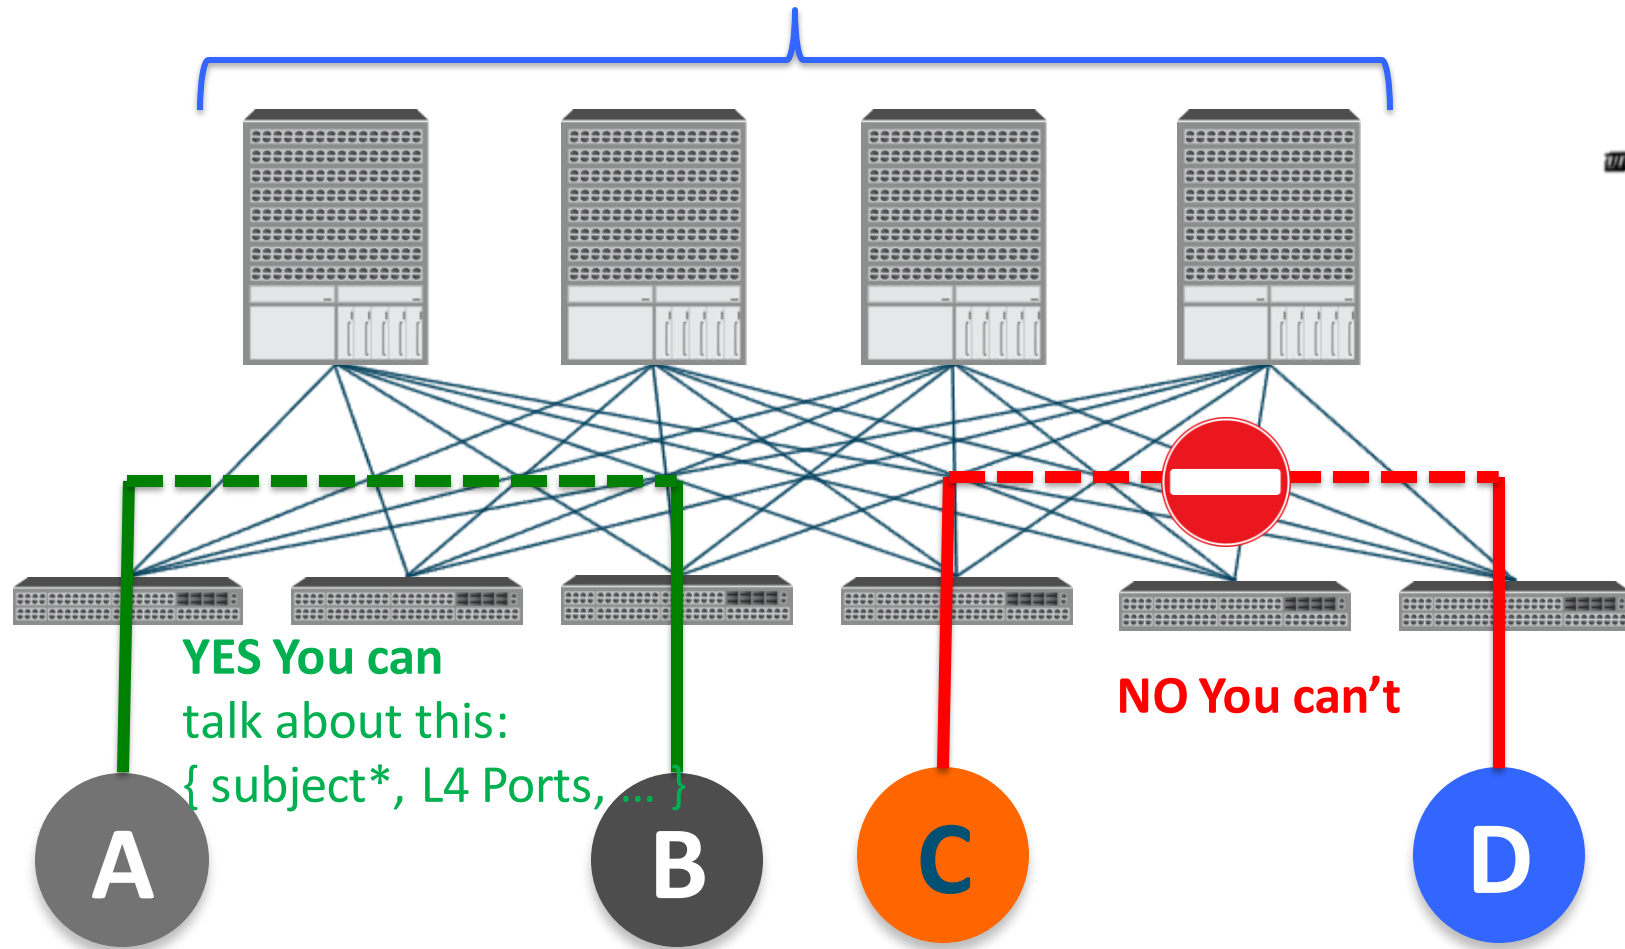 YES You can
talk about this:
{ subject*, L4 Ports, ... }
NO You can’t
A
B
C
D